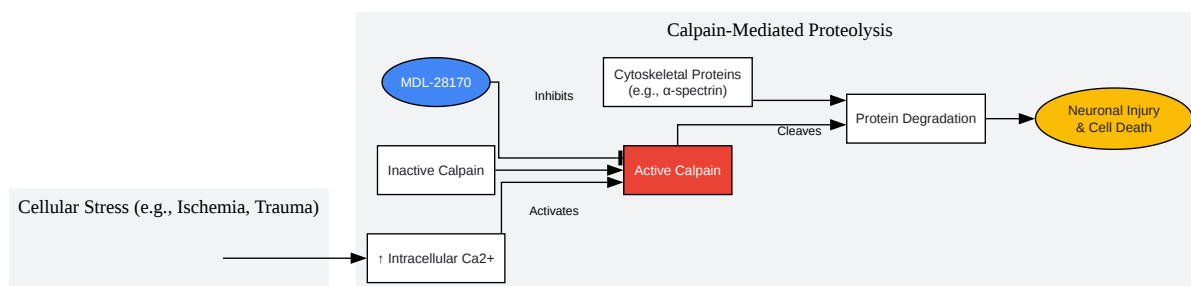 Calpain-Mediated Proteolysis
MDL-28170
Inhibits
Cytoskeletal Proteins
(e.g., α-spectrin)
Protein Degradation
Neuronal Injury
& Cell Death
Cleaves
Inactive Calpain
Active Calpain
Activates
Cellular Stress (e.g., Ischemia, Trauma)
↑ Intracellular Ca2+